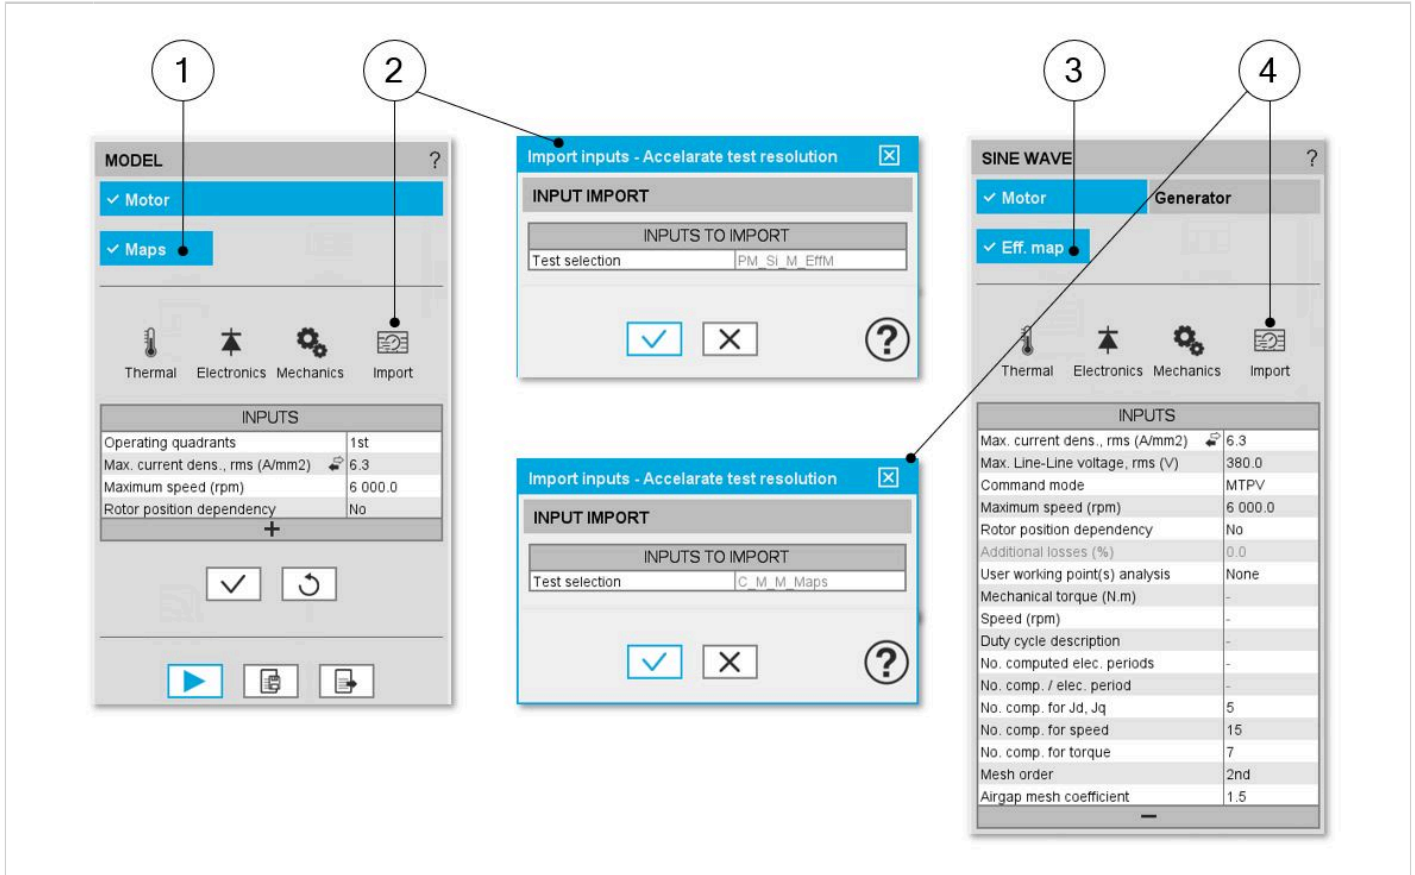 1
2
3
4
MODEL ?
✓ Motor
✓ Maps
Thermal Electronics Mechanics Import
INPUTS
Operating quadrants 1st
Max. current dens., rms (A/mm2) 6.3
Maximum speed (rpm) 6 000.0
Rotor position dependency No
+
Import inputs - Accelarate test resolution
INPUT IMPORT
INPUTS TO IMPORT
Test selection PM_Si_M_EffM
?
Import inputs - Accelarate test resolution
INPUT IMPORT
INPUTS TO IMPORT
Test selection C_M_M_Maps
?
SINE WAVE ?
✓ Motor Generator
✓ Eff. map
Thermal Electronics Mechanics Import
INPUTS
Max. current dens., rms (A/mm2) 6.3
Max. Line-Line voltage, rms (V) 380.0
Command mode MTPV
Maximum speed (rpm) 6 000.0
Rotor position dependency No
Additional losses (%) 0.0
User working point(s) analysis None
Mechanical torque (N.m) -
Speed (rpm) -
Duty cycle description -
No. computed elec. periods -
No. comp. / elec. period -
No. comp. for Jd, Jq 5
No. comp. for speed 15
No. comp. for torque 7
Mesh order 2nd
Airgap mesh coefficient 1.5
−